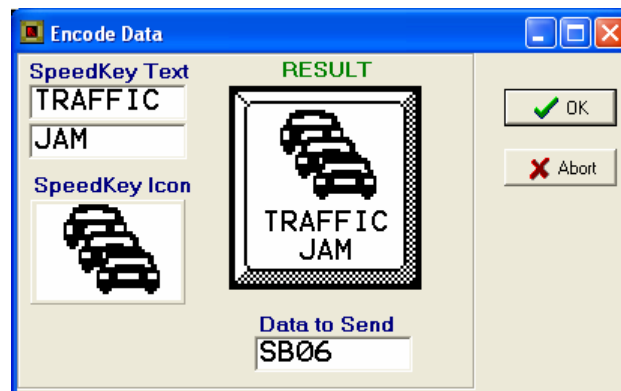 Encode Data
SpeedKey Text
TRAFFIC
JAM
SpeedKey Icon
RESULT
TRAFFIC
JAM
Data to Send
SB06
OK
Abort